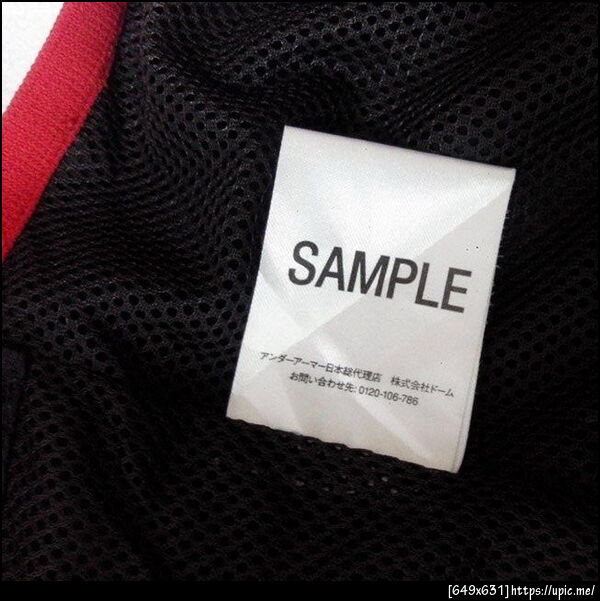 SAMPLE
アンダーアーマー日本総代理店 株式会社ドーム
お問い合わせ先: 0120-106-786
[649x631]https://upic.me/